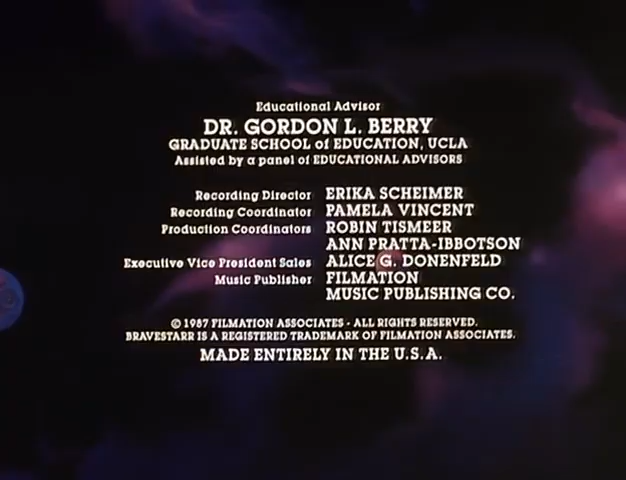 Educational Advisor
DR. GORDON L. BERRY
GRADUATE SCHOOL of EDUCATION, UCLA
Assisted by a panel of EDUCATIONAL ADVISORS
Recording Director ERIKA SCHEIMER
Recording Coordinator PAMELA VINCENT
Production Coordinators ROBIN TISMEER
ANN PRATTA-IBBOTSON
Executive Vice President Sales ALICE G. DONENFELD
Music Publisher FILMATION
MUSIC PUBLISHING CO.
© 1987 FILMATION ASSOCIATES - ALL RIGHTS RESERVED.
BRAVESTARR IS A REGISTERED TRADEMARK OF FILMATION ASSOCIATES.
MADE ENTIRELY IN THE U.S.A.